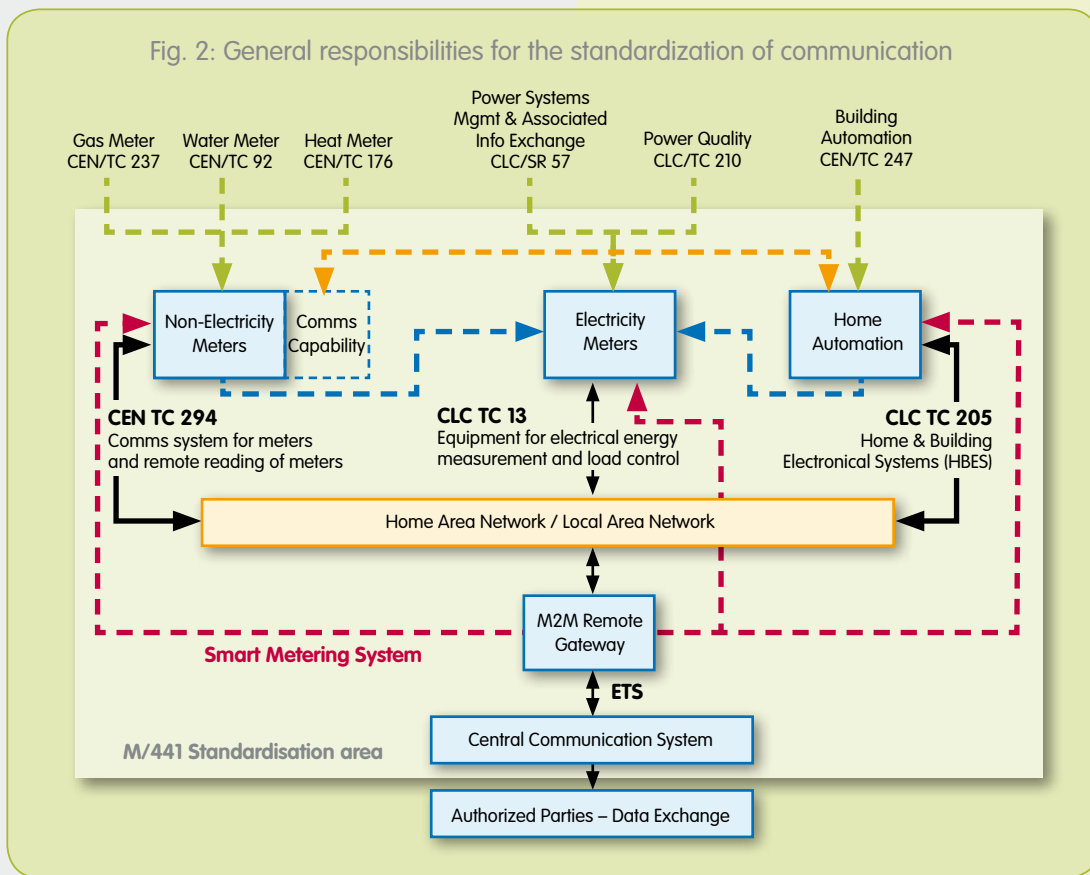 Fig. 2: General responsibilities for the standardization of communication
Gas Meter
CEN/TC 237
Water Meter
CEN/TC 92
Heat Meter
CEN/TC 176
Power Systems
Mgmt & Associated
Info Exchange
CLC/SR 57
Power Quality
CLC/TC 210
Building
Automation
CEN/TC 247
Non-Electricity
Meters
Comms
Capability
Electricity
Meters
Home
Automation
CEN TC 294
Comms system for meters
and remote reading of meters
CLC TC 13
Equipment for electrical energy
measurement and load control
CLC TC 205
Home & Building
Electronical Systems (HBES)
Home Area Network / Local Area Network
M2M Remote
Gateway
Smart Metering System
ETS
Central Communication System
M/441 Standardisation area
Authorized Parties – Data Exchange